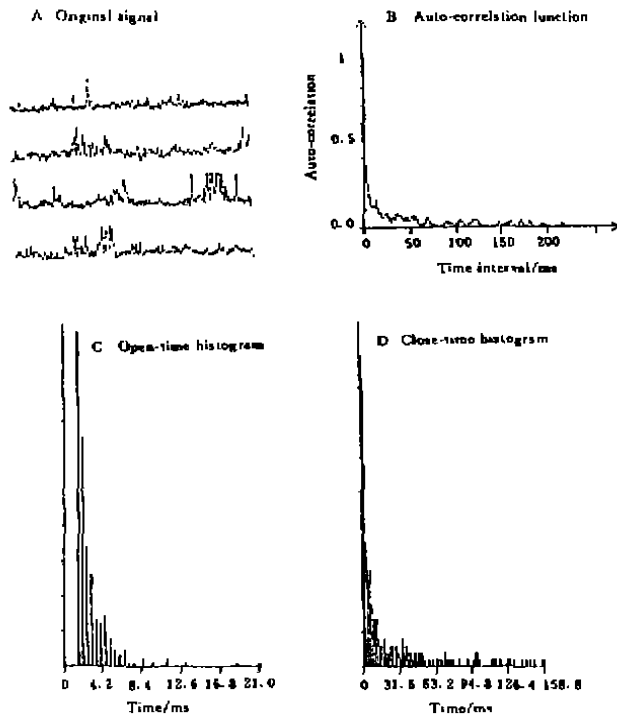 A Original signal
B Auto-correlation function
Auto-correlation
1
0.5
0.0
0 50 100 150 200
Time interval/ms
C Open-time histogram
D Close-time histogram
0 4.2 8.4 12.6 16.8 21.0
Time/ms
0 31.6 63.2 94.8 126.4 158.8
Time/ms